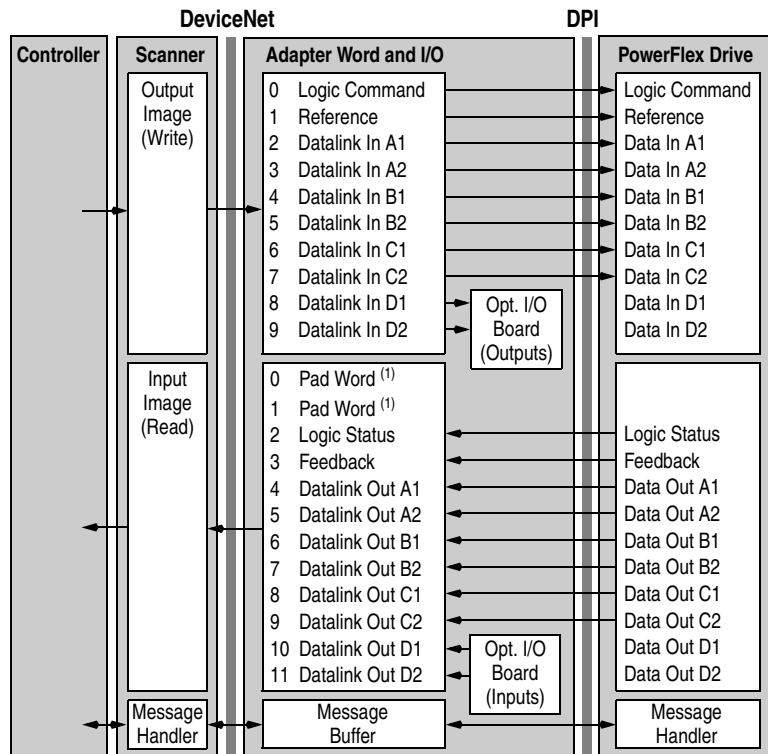 DeviceNet DPI
Controller Scanner Adapter Word and I/O PowerFlex Drive
Output
Image
(Write)
0 Logic Command
1 Reference
2 Datalink In A1
3 Datalink In A2
4 Datalink In B1
5 Datalink In B2
6 Datalink In C1
7 Datalink In C2
8 Datalink In D1
9 Datalink In D2
Opt. I/O
Board
(Outputs)
Logic Command
Reference
Data In A1
Data In A2
Data In B1
Data In B2
Data In C1
Data In C2
Data In D1
Data In D2
Input
Image
(Read)
0 Pad Word (1)
1 Pad Word (1)
2 Logic Status
3 Feedback
4 Datalink Out A1
5 Datalink Out A2
6 Datalink Out B1
7 Datalink Out B2
8 Datalink Out C1
9 Datalink Out C2
10 Datalink Out D1
11 Datalink Out D2
Opt. I/O
Board
(Inputs)
Logic Status
Feedback
Data Out A1
Data Out A2
Data Out B1
Data Out B2
Data Out C1
Data Out C2
Data Out D1
Data Out D2
Message
Handler
Message
Buffer
Message
Handler